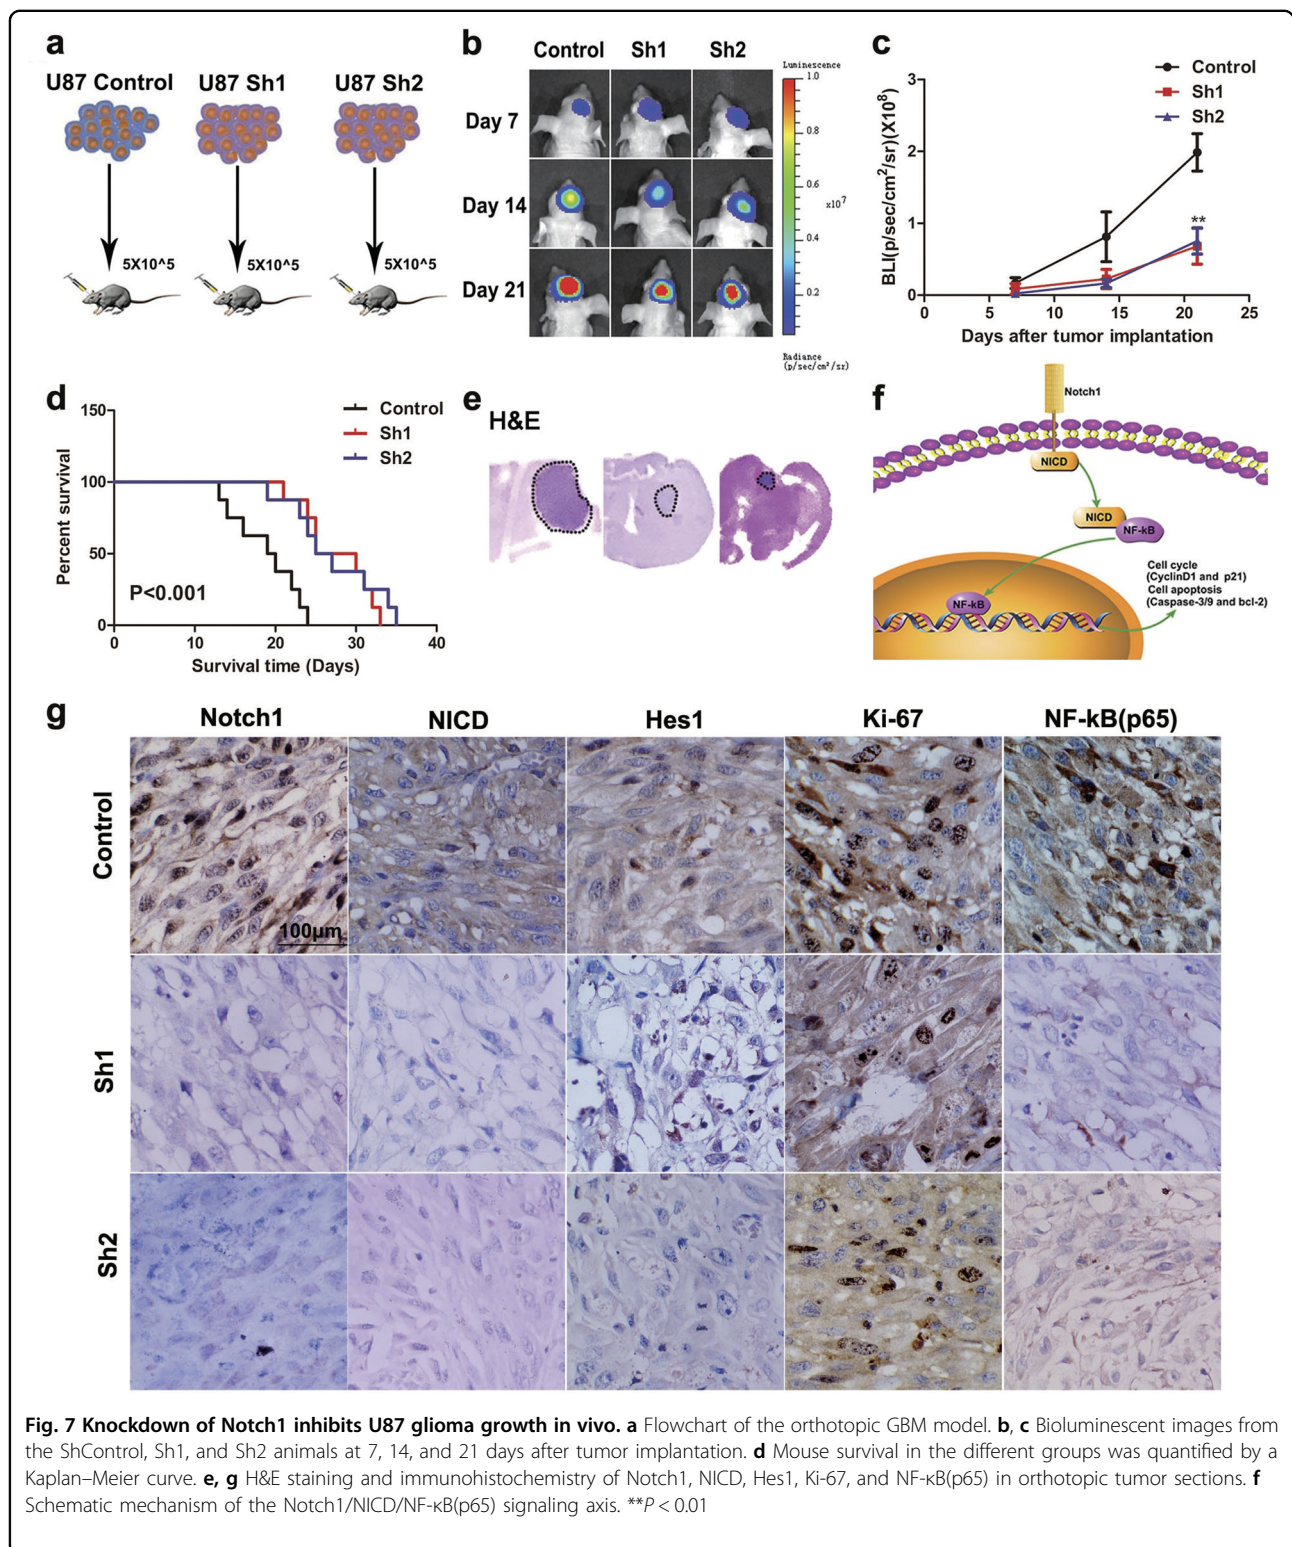 a
U87 Control U87 Sh1 U87 Sh2
5X10^5 5X10^5 5X10^5
b
Control Sh1 Sh2
Day 7
Day 14
Day 21
Luminescence
1.0
0.8
0.6
x10⁷
0.4
0.2
Radiance
(p/sec/cm²/sr)
c
Control
Sh1
Sh2
BLI(p/sec/cm²/sr)(X10⁸)
3
2
1
0
**
0 5 10 15 20 25
Days after tumor implantation
d
Control
Sh1
Sh2
Percent survival
150
100
50
0
P<0.001
0 10 20 30 40
Survival time (Days)
e
H&E
f
Notch1
NICD
NICD
NF-kB
Cell cycle
(CyclinD1 and p21)
Cell apoptosis
(Caspase-3/9 and bcl-2)
NF-kB
g
Notch1 NICD Hes1 Ki-67 NF-kB(p65)
Control
100μm
Sh1
Sh2
Fig. 7 Knockdown of Notch1 inhibits U87 glioma growth in vivo. a Flowchart of the orthotopic GBM model. b, c Bioluminescent images from
the ShControl, Sh1, and Sh2 animals at 7, 14, and 21 days after tumor implantation. d Mouse survival in the different groups was quantified by a
Kaplan–Meier curve. e, g H&E staining and immunohistochemistry of Notch1, NICD, Hes1, Ki-67, and NF-κB(p65) in orthotopic tumor sections. f
Schematic mechanism of the Notch1/NICD/NF-κB(p65) signaling axis. **P < 0.01